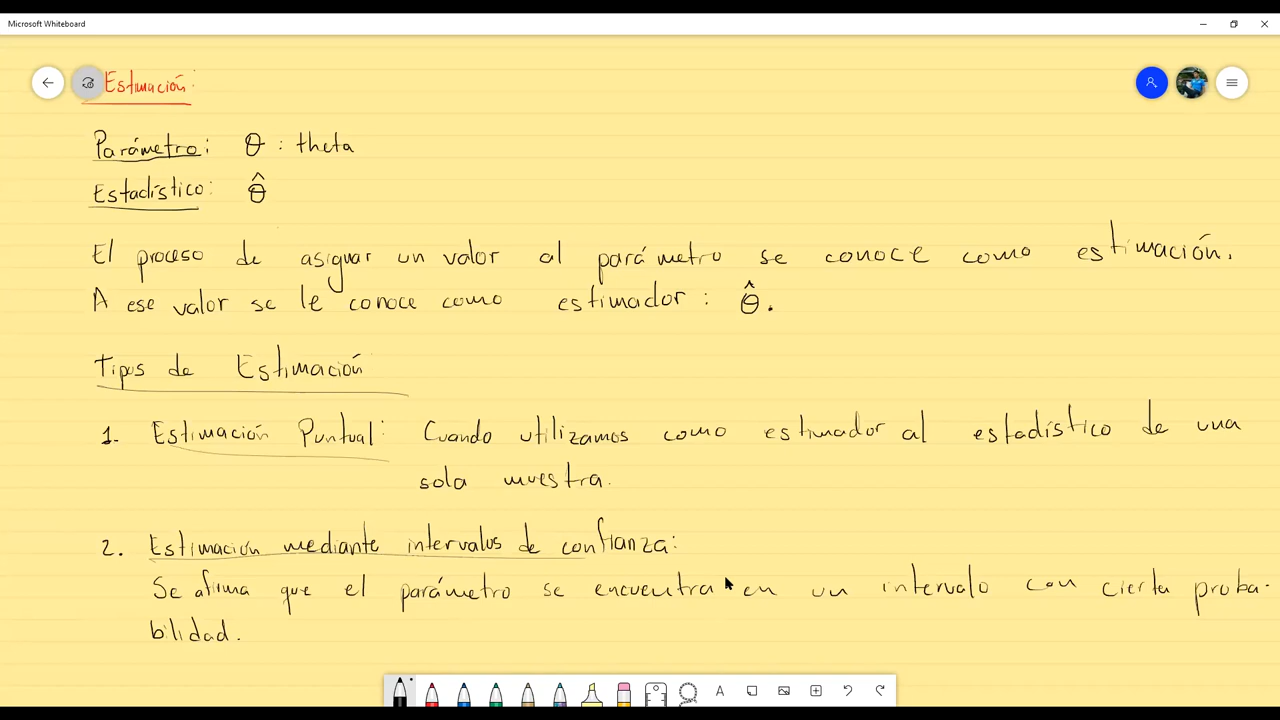 Microsoft Whiteboard
Estimación:
Parámetro: θ : theta
Estadístico: θ̂
El proceso de asignar un valor al parámetro se conoce como estimación.
A ese valor se le conoce como estimador: θ̂.
Tipos de Estimación
1. Estimación Puntual: Cuando utilizamos como estimador al estadístico de una
sola muestra.
2. Estimación mediante intervalos de confianza:
Se afirma que el parámetro se encuentra en un intervalo con cierta proba-
bilidad.